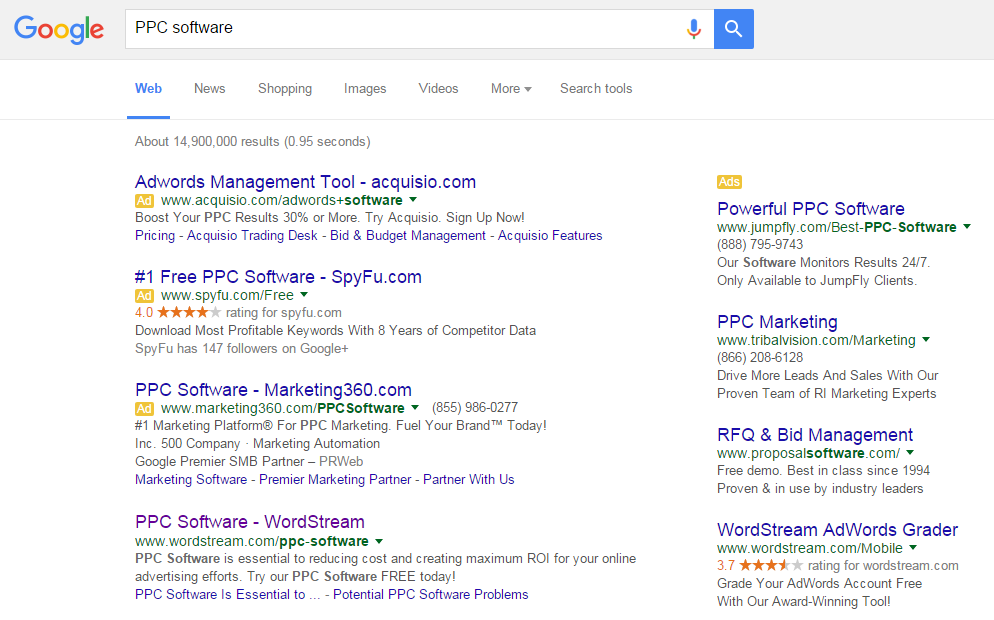 Google
PPC software
Web News Shopping Images Videos More Search tools
About 14,900,000 results (0.95 seconds)
Adwords Management Tool - acquisio.com
Ad www.acquisio.com/adwords+software
Boost Your PPC Results 30% or More. Try Acquisio. Sign Up Now!
Pricing - Acquisio Trading Desk - Bid & Budget Management - Acquisio Features
#1 Free PPC Software - SpyFu.com
Ad www.spyfu.com/Free
4.0 ★★★★★ rating for spyfu.com
Download Most Profitable Keywords With 8 Years of Competitor Data
SpyFu has 147 followers on Google+
PPC Software - Marketing360.com
Ad www.marketing360.com/PPCSoftware (855) 986-0277
#1 Marketing Platform® For PPC Marketing. Fuel Your Brand™ Today!
Inc. 500 Company · Marketing Automation
Google Premier SMB Partner – PRWeb
Marketing Software - Premier Marketing Partner - Partner With Us
PPC Software - WordStream
www.wordstream.com/ppc-software
PPC Software is essential to reducing cost and creating maximum ROI for your online
advertising efforts. Try our PPC Software FREE today!
PPC Software Is Essential to ... - Potential PPC Software Problems
Ads
Powerful PPC Software
www.jumpfly.com/Best-PPC-Software
(888) 795-9743
Our Software Monitors Results 24/7.
Only Available to JumpFly Clients.
PPC Marketing
www.tribalvision.com/Marketing
(866) 208-6128
Drive More Leads And Sales With Our
Proven Team of RI Marketing Experts
RFQ & Bid Management
www.proposalsoftware.com/
Free demo. Best in class since 1994
Proven & in use by industry leaders
WordStream AdWords Grader
www.wordstream.com/Mobile
3.7 ★★★★★ rating for wordstream.com
Grade Your AdWords Account Free
With Our Award-Winning Tool!